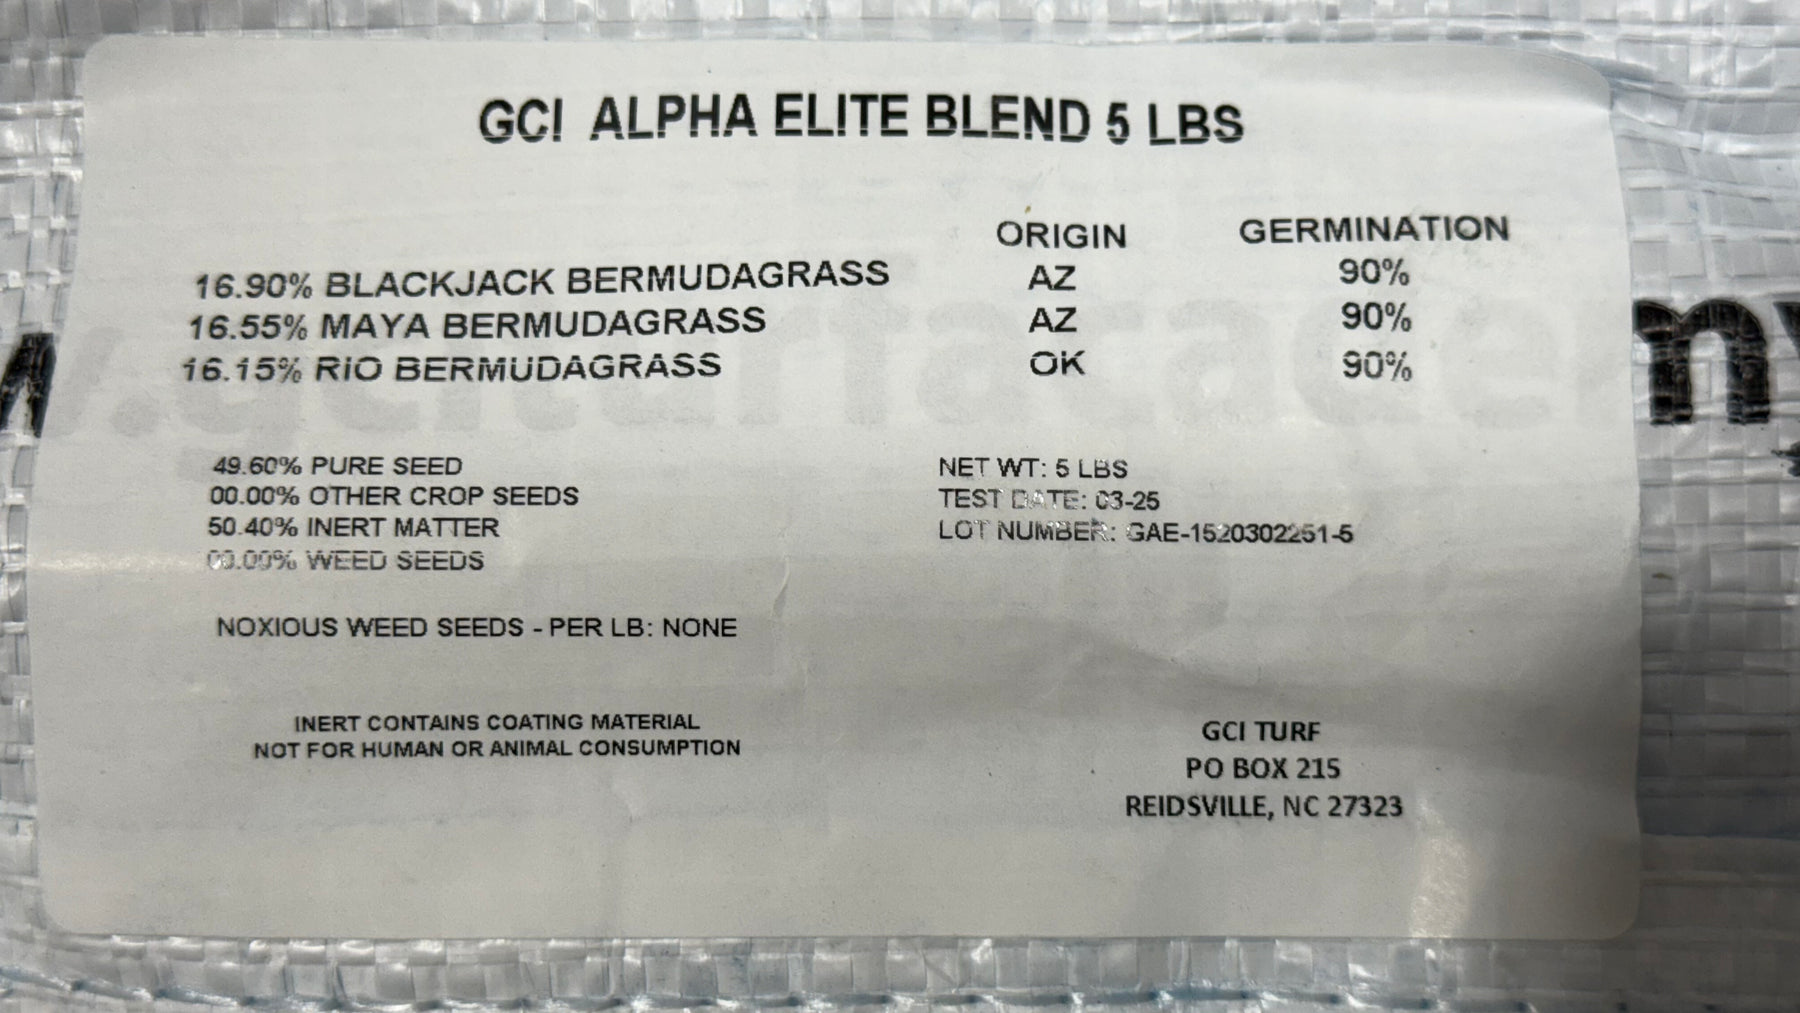 GCI ALPHA ELITE BLEND 5 LBS
ORIGIN GERMINATION
16.90% BLACKJACK BERMUDAGRASS AZ 90%
16.55% MAYA BERMUDAGRASS AZ 90%
16.15% RIO BERMUDAGRASS OK 90%
w.gciturfacademy
49.60% PURE SEED
00.00% OTHER CROP SEEDS
50.40% INERT MATTER
00.00% WEED SEEDS
NET WT: 5 LBS
TEST DATE: 03-25
LOT NUMBER: GAE-1520302251-5
NOXIOUS WEED SEEDS - PER LB: NONE
INERT CONTAINS COATING MATERIAL
NOT FOR HUMAN OR ANIMAL CONSUMPTION
GCI TURF
PO BOX 215
REIDSVILLE, NC 27323